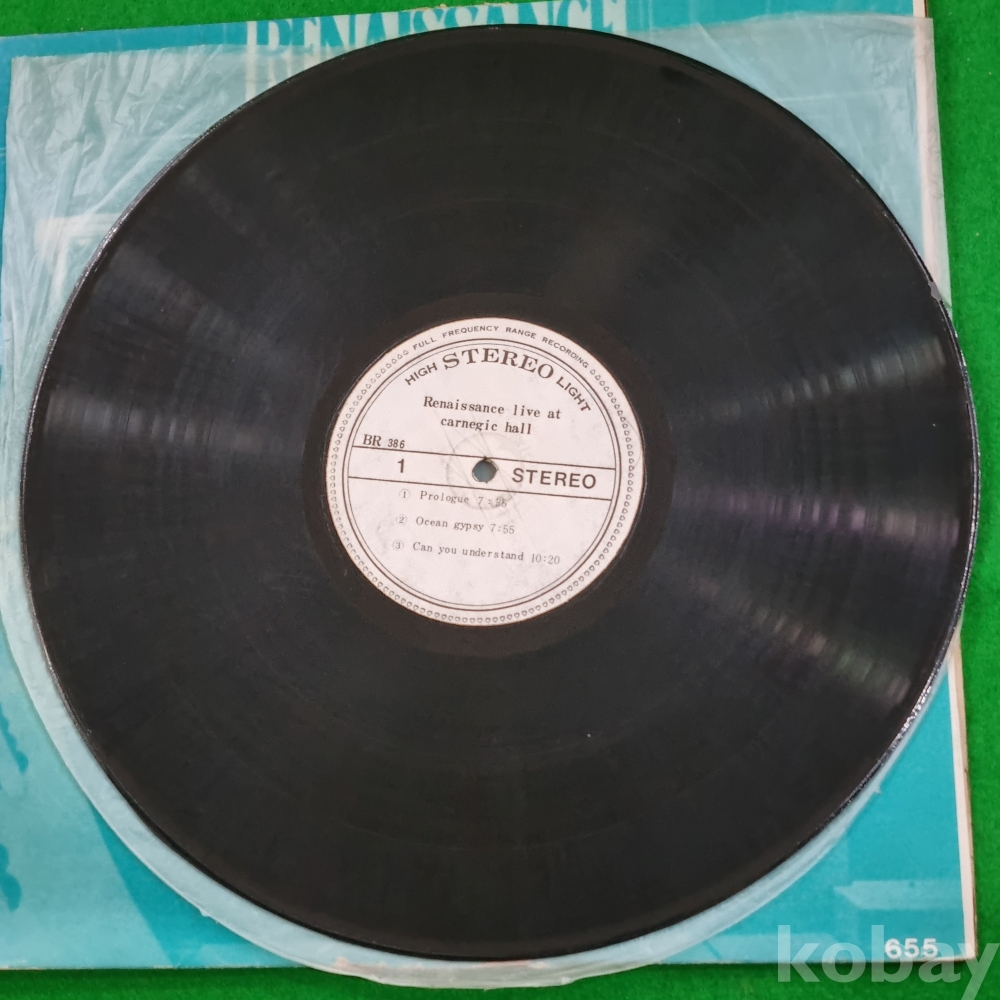 RENAISSANCE
FULL FREQUENCY RANGE RECORDING
HIGH STEREO LIGHT
Renaissance live at
carnegic hall
BR 386
1 STEREO
① Prologue
② Ocean gypsy 7:55
③ Can you understand 10:20
655
kobay